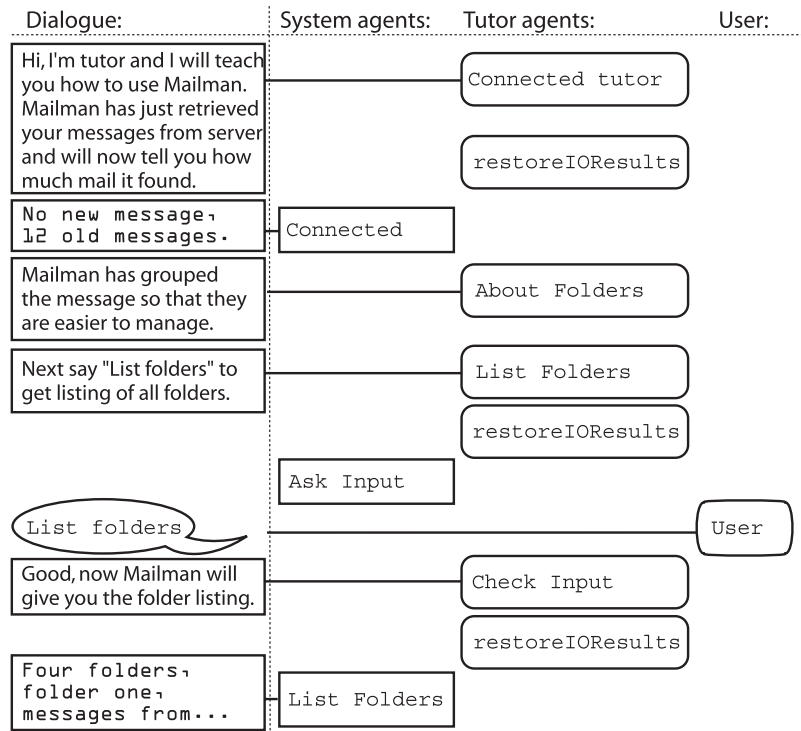 Dialogue: System agents: Tutor agents: User:
Hi, I'm tutor and I will teach
you how to use Mailman.
Mailman has just retrieved
your messages from server
and will now tell you how
much mail it found.
Connected tutor
restoreIOResults
No new message,
12 old messages.
Connected
Mailman has grouped
the message so that they
are easier to manage.
About Folders
Next say "List folders" to
get listing of all folders.
List Folders
restoreIOResults
Ask Input
List folders
User
Good, now Mailman will
give you the folder listing.
Check Input
restoreIOResults
Four folders,
folder one,
messages from...
List Folders